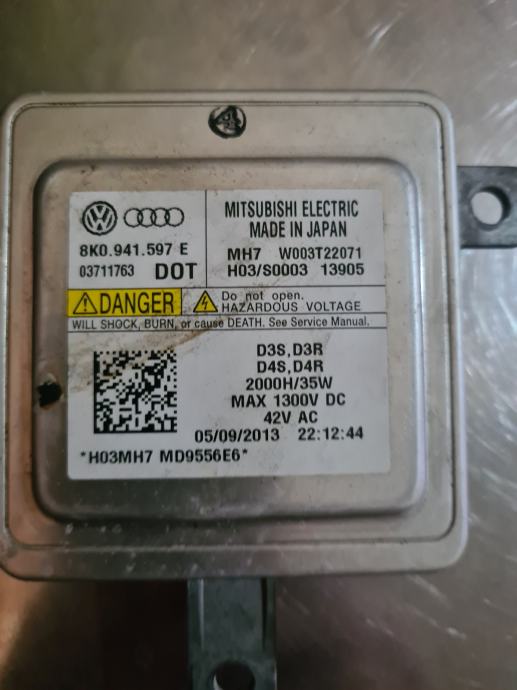 MITSUBISHI ELECTRIC
MADE IN JAPAN
8K0.941.597 E
03711763 DOT
MH7 W003T22071
H03/S0003 13905
DANGER
Do not open.
HAZARDOUS VOLTAGE
WILL SHOCK, BURN, or cause DEATH. See Service Manual.
D3S,D3R
D4S,D4R
2000H/35W
MAX 1300V DC
42V AC
05/09/2013 22:12:44
*H03MH7 MD9556E6*